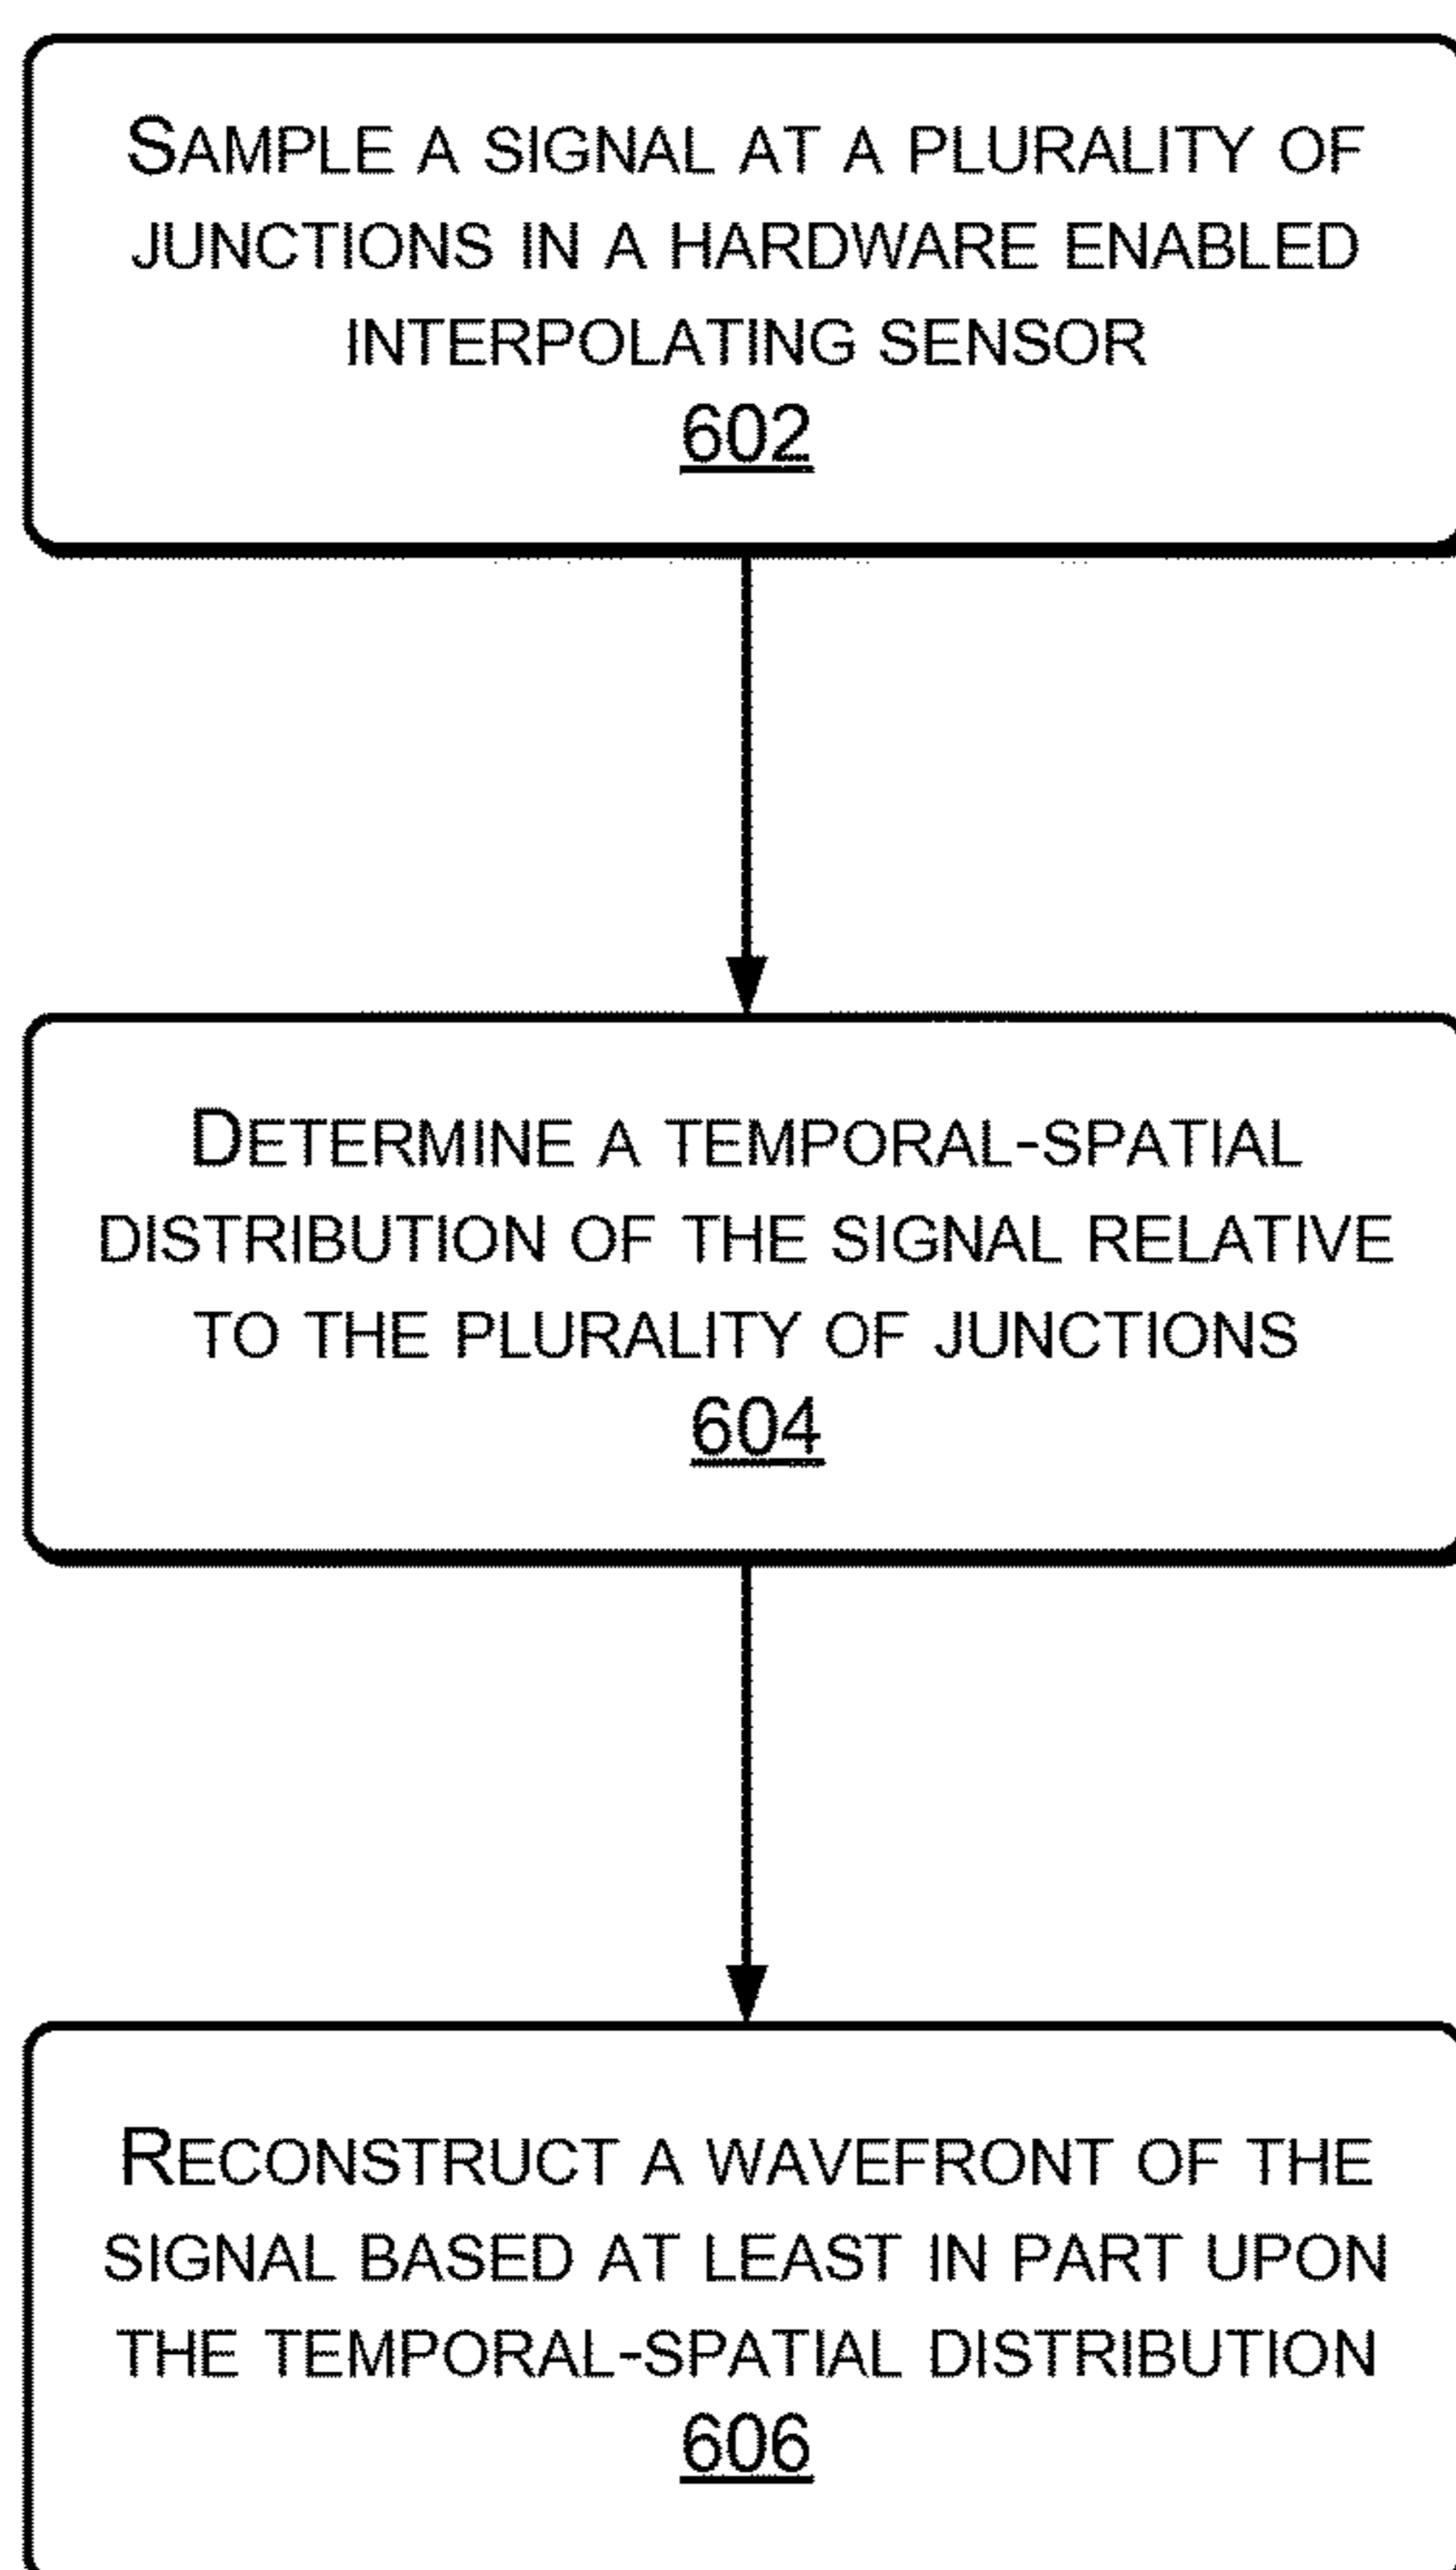 SAMPLE A SIGNAL AT A PLURALITY OF
JUNCTIONS IN A HARDWARE ENABLED
INTERPOLATING SENSOR
602
DETERMINE A TEMPORAL-SPATIAL
DISTRIBUTION OF THE SIGNAL RELATIVE
TO THE PLURALITY OF JUNCTIONS
604
RECONSTRUCT A WAVEFRONT OF THE
SIGNAL BASED AT LEAST IN PART UPON
THE TEMPORAL-SPATIAL DISTRIBUTION
606